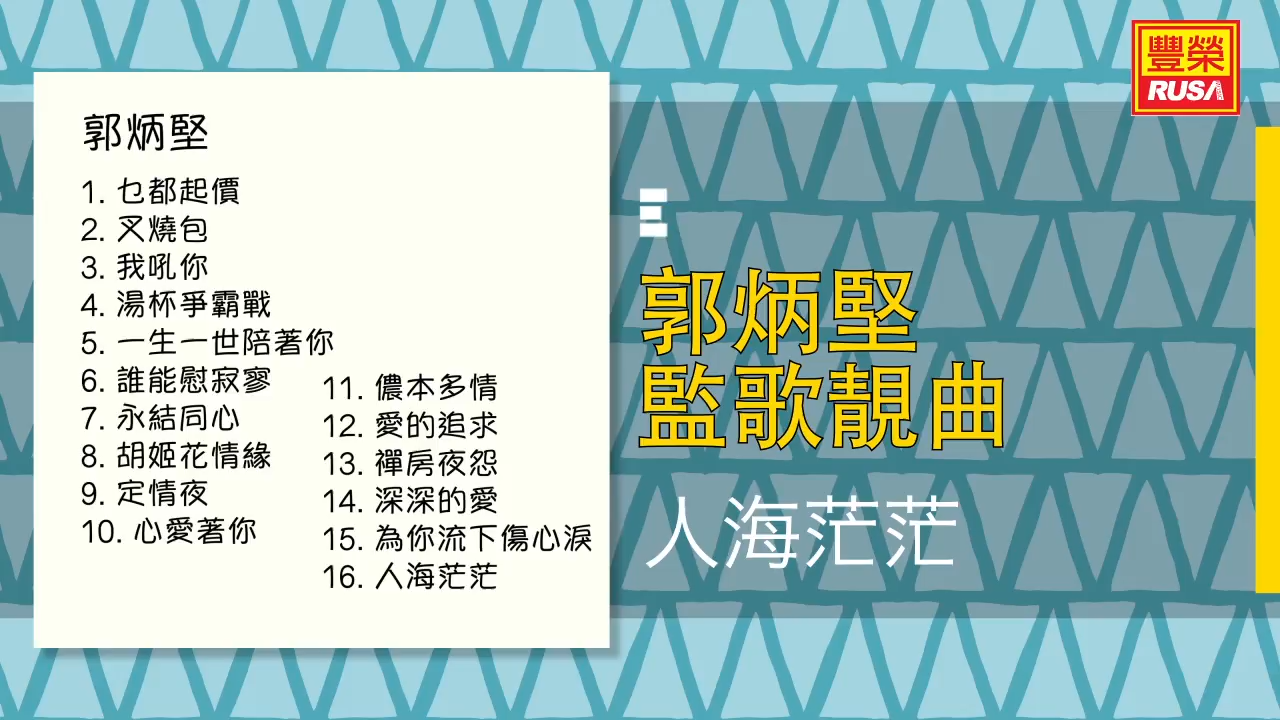 郭炳堅
1. 乜都起價
2. 叉燒包
3. 我吼你
4. 湯杯爭霸戰
5. 一生一世陪著你
6. 誰能慰寂寥
7. 永結同心
8. 胡姬花情緣
9. 定情夜
10. 心愛著你
11. 儂本多情
12. 愛的追求
13. 禪房夜怨
14. 深深的愛
15. 為你流下傷心淚
16. 人海茫茫
豐榮
RUSA
郭炳堅
監歌靚曲
人海茫茫